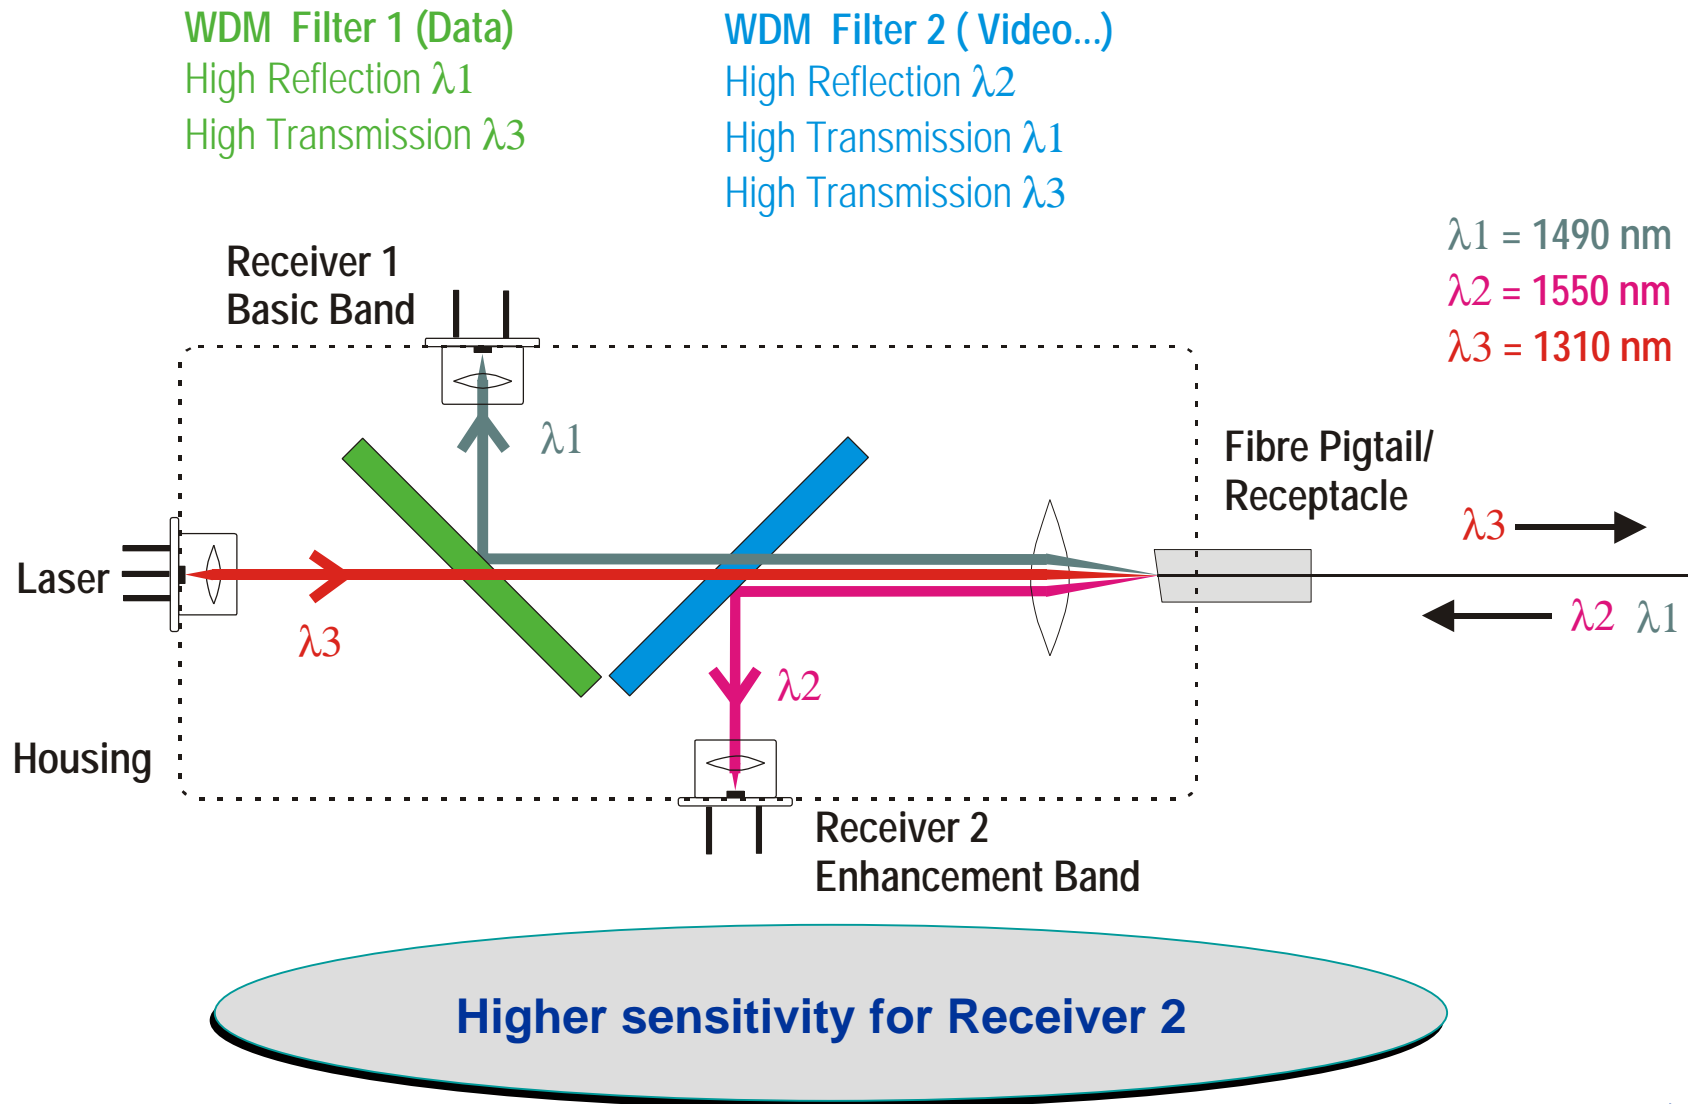 WDM Filter 1 (Data)
High Reflection λ1
High Transmission λ3
WDM Filter 2 ( Video...)
High Reflection λ2
High Transmission λ1
High Transmission λ3
λ1 = 1490 nm
λ2 = 1550 nm
λ3 = 1310 nm
Receiver 1
Basic Band
λ1
Fibre Pigtail/
Receptacle
λ3
Laser
λ3
λ2 λ1
λ2
Housing
Receiver 2
Enhancement Band
Higher sensitivity for Receiver 2